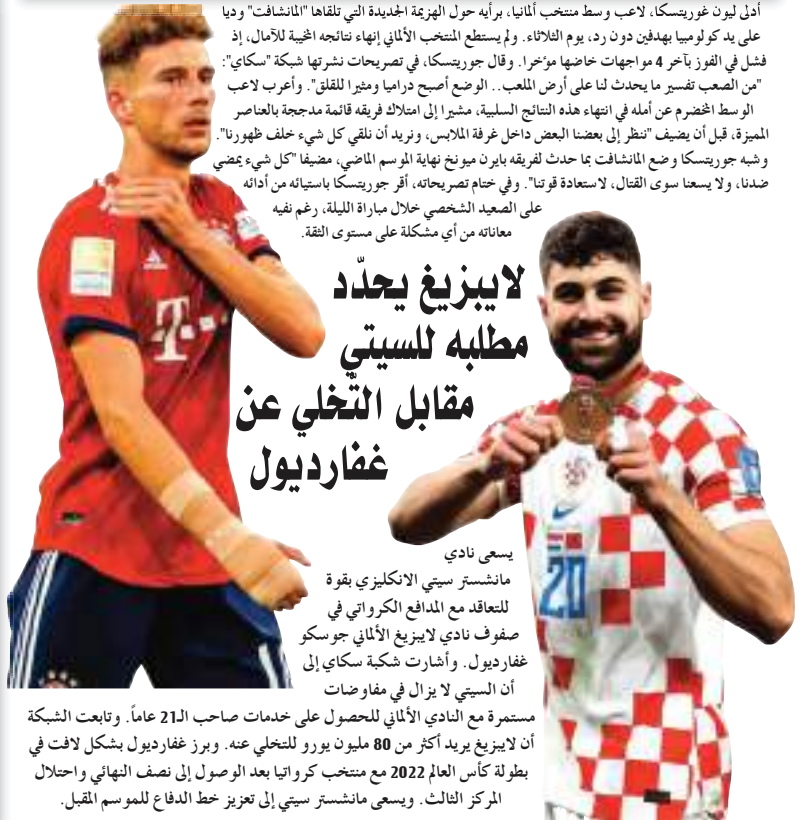 أدلى ليون غوريتسكا، لاعب وسط منتخب ألمانيا، برأيه حول الهزيمة الجديدة التي تلقاها "المانشافت" وديا
على يد كولومبيا بهدفين دون رد، يوم الثلاثاء. ولم يستطع المنتخب الألماني إنهاء نتائجه المخيبة للآمال، إذ
فشل في الفوز بآخر 4 مواجهات خاضها مؤخرا. وقال جوريتسكا، في تصريحات نشرتها شبكة "سكاي":
"من الصعب تفسير ما يحدث لنا على أرض الملعب.. الوضع أصبح دراميا ومثيرا للقلق". وأعرب لاعب
الوسط المخضرم عن أمله في انتهاء هذه النتائج السلبية، مشيرا إلى امتلاك فريقه قائمة مدججة بالعناصر
المميزة، قبل أن يضيف "ننظر إلى بعضنا البعض داخل غرفة الملابس، ونريد أن نلقي كل شيء خلف ظهورنا".
وشبه جوريتسكا وضع المانشافت بما حدث لفريقه بايرن ميونخ نهاية الموسم الماضي، مضيفا "كل شيء يمضي
ضدنا، ولا يسعنا سوى القتال، لاستعادة قوتنا". وفي ختام تصريحاته، أقر جوريتسكا باستيائه من أدائه
على الصعيد الشخصي خلال مباراة الليلة، رغم نفيه
معاناته من أي مشكلة على مستوى الثقة.
لايبزيغ يحدّد
مطلبه للسيتي
مقابل التّخلي عن
غفارديول
يسعى نادي
مانشستر سيتي الانكليزي بقوة
للتعاقد مع المدافع الكرواتي في
صفوف نادي لايبزيغ الألماني جوسكو
غفارديول. وأشارت شكبة سكاي إلى
أن السيتي لا يزال في مفاوضات
مستمرة مع النادي الألماني للحصول على خدمات صاحب الـ21 عاماً. وتابعت الشبكة
أن لايبزيغ يريد أكثر من 80 مليون يورو للتخلي عنه. وبرز غفارديول بشكل لافت في
بطولة كأس العالم 2022 مع منتخب كرواتيا بعد الوصول إلى نصف النهائي واحتلال
المركز الثالث. ويسعى مانشستر سيتي إلى تعزيز خط الدفاع للموسم المقبل.
T
20